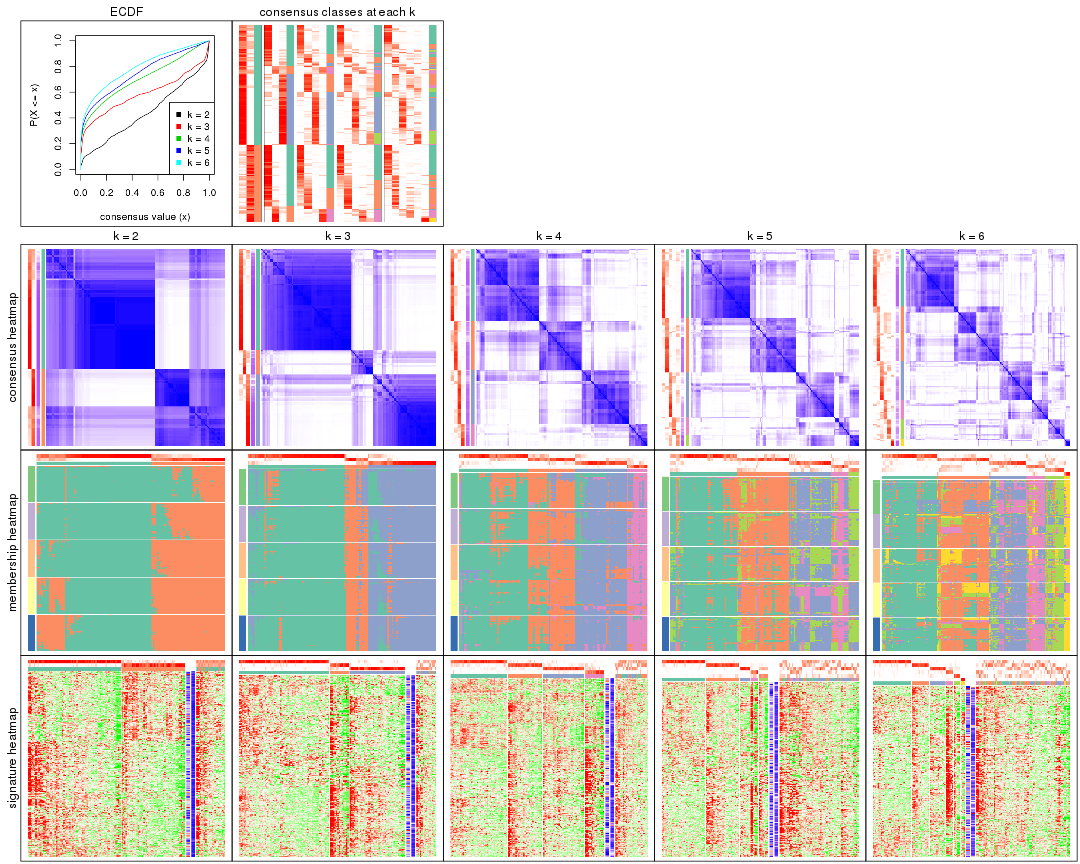 ECDF
consensus classes at each k
P(X <= x)
0.0 0.2 0.4 0.6 0.8 1.0
k = 2
k = 3
k = 4
k = 5
k = 6
0.0 0.2 0.4 0.6 0.8 1.0
consensus value (x)
k = 2
k = 3
k = 4
k = 5
k = 6
consensus heatmap
membership heatmap
signature heatmap